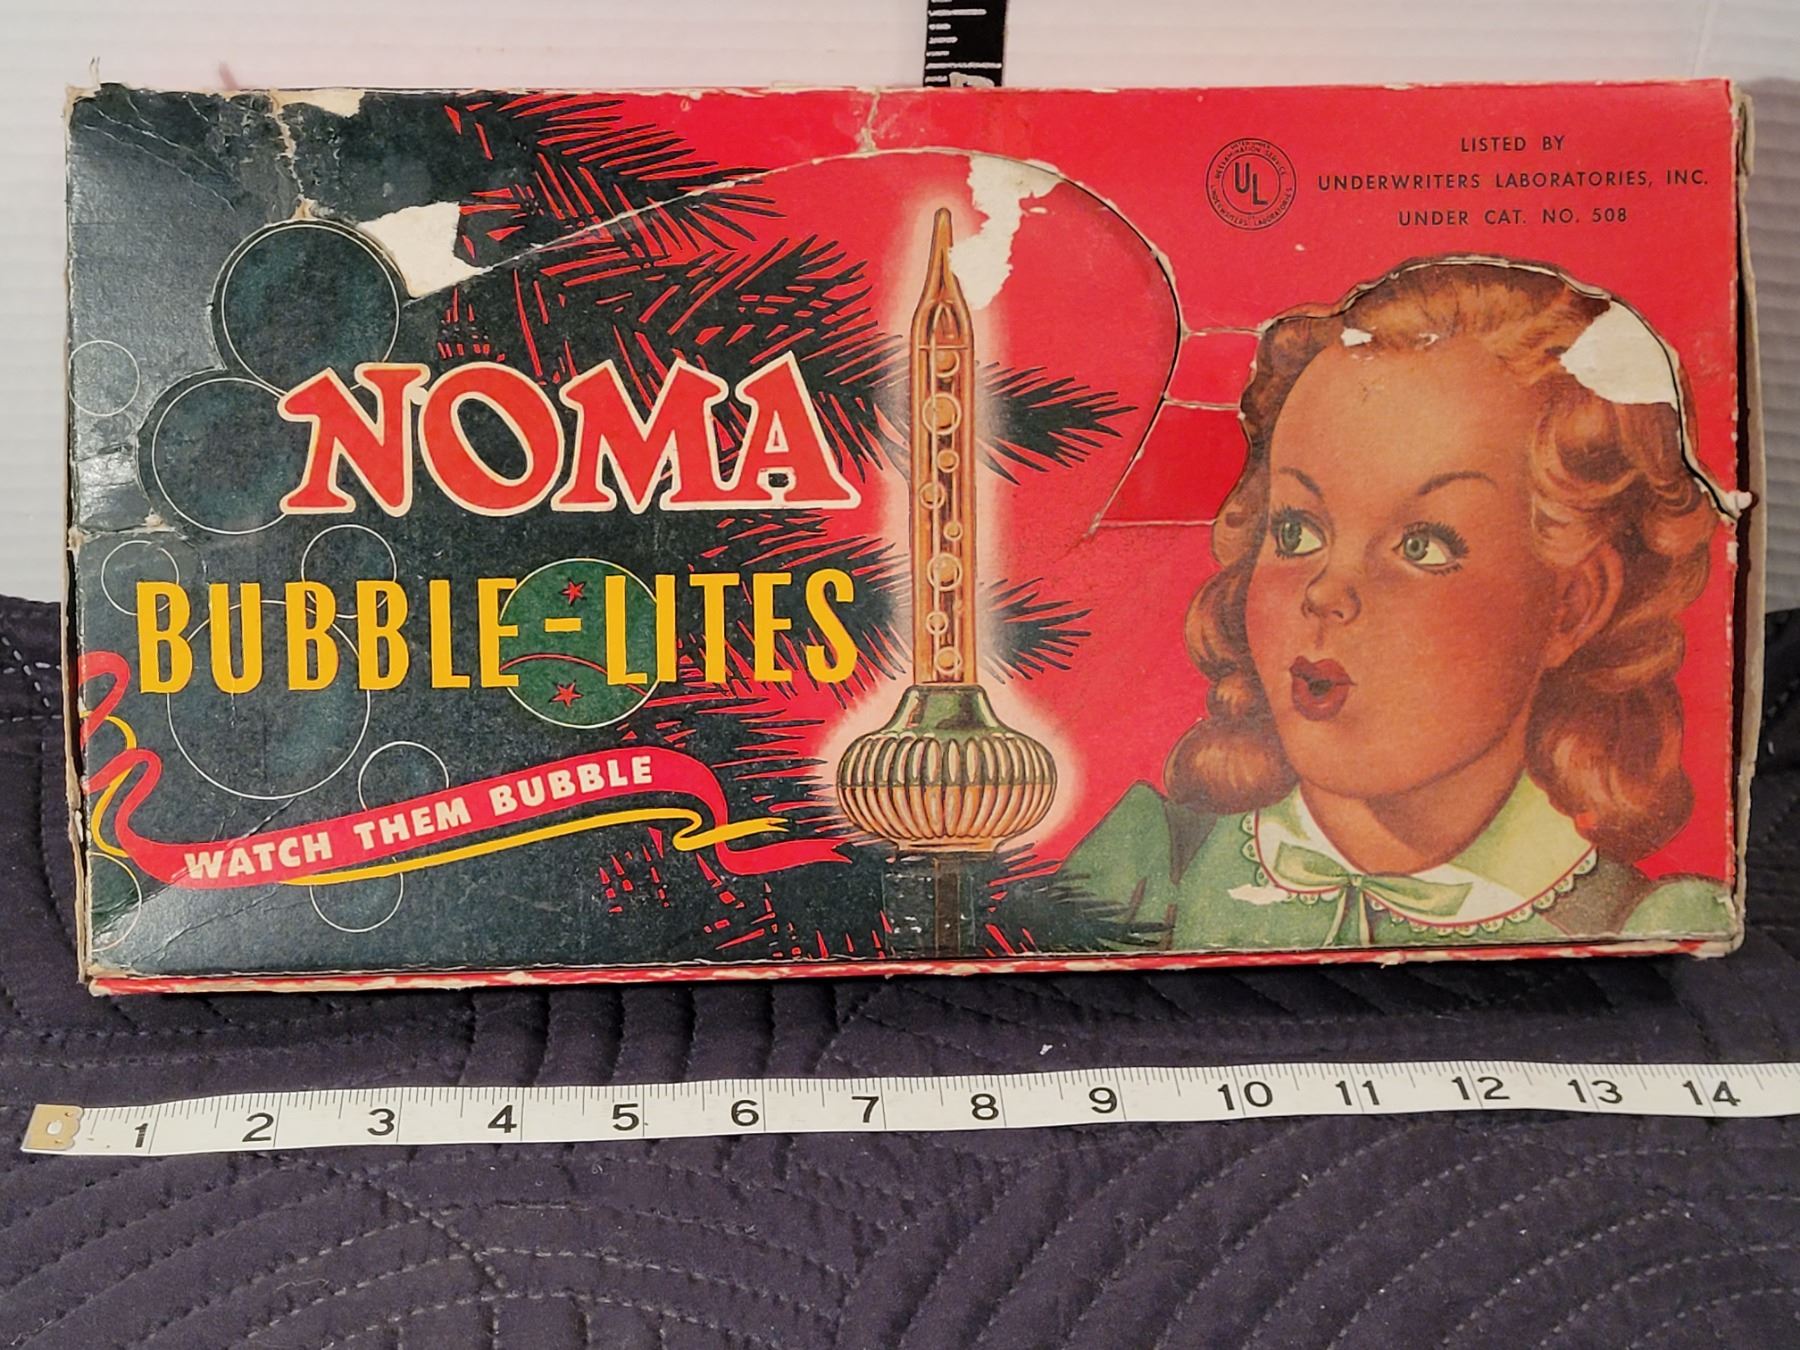 LISTED BY
UL
UNDERWRITERS LABORATORIES, INC.
UNDER CAT. NO. 508
NOMA
BUBBLE-LITES
WATCH THEM BUBBLE
1 2 3 4 5 6 7 8 9 10 11 12 13 14